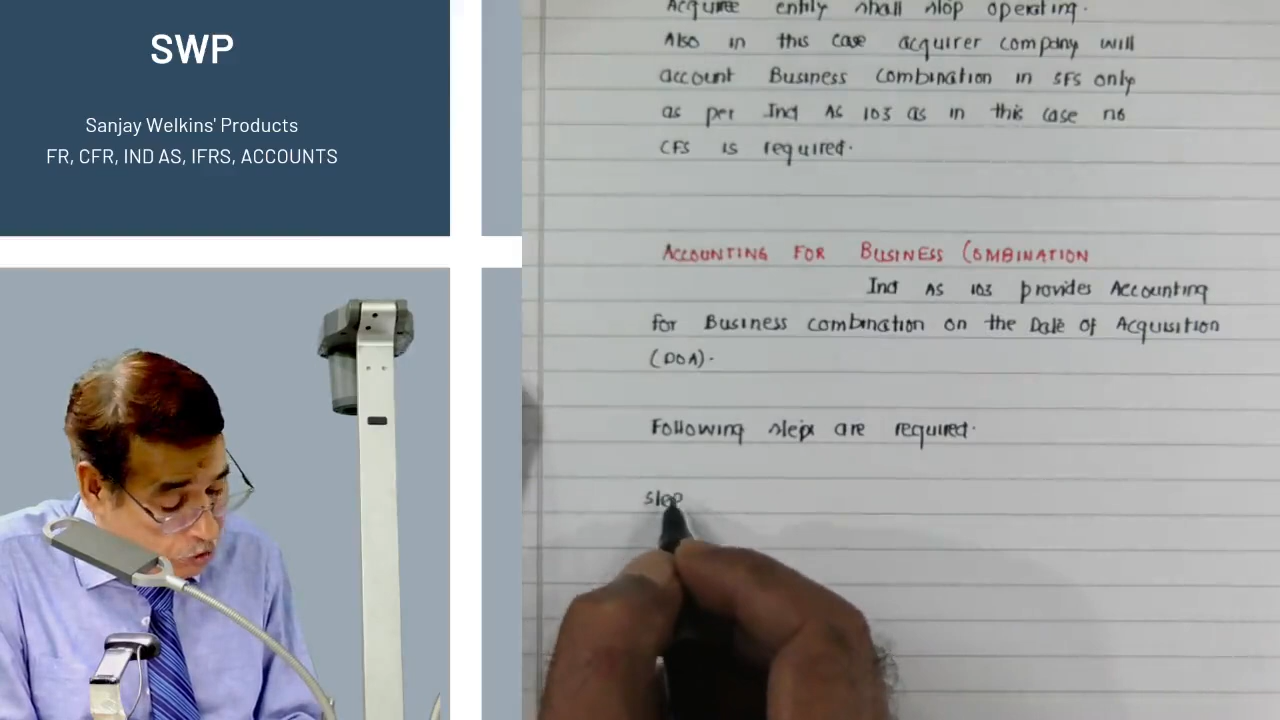 SWP
Sanjay Welkins' Products
FR, CFR, IND AS, IFRS, ACCOUNTS
Acquiree entity shall stop operating.
Also in this case acquirer company will
account Business Combination in SFS only
as per Ind AS 103 as in this case no
CFS is required.
ACCOUNTING FOR BUSINESS COMBINATION
Ind AS 103 provides Accounting
for Business combination on the Date of Acquisition
(DOA).
Following steps are required.
Step